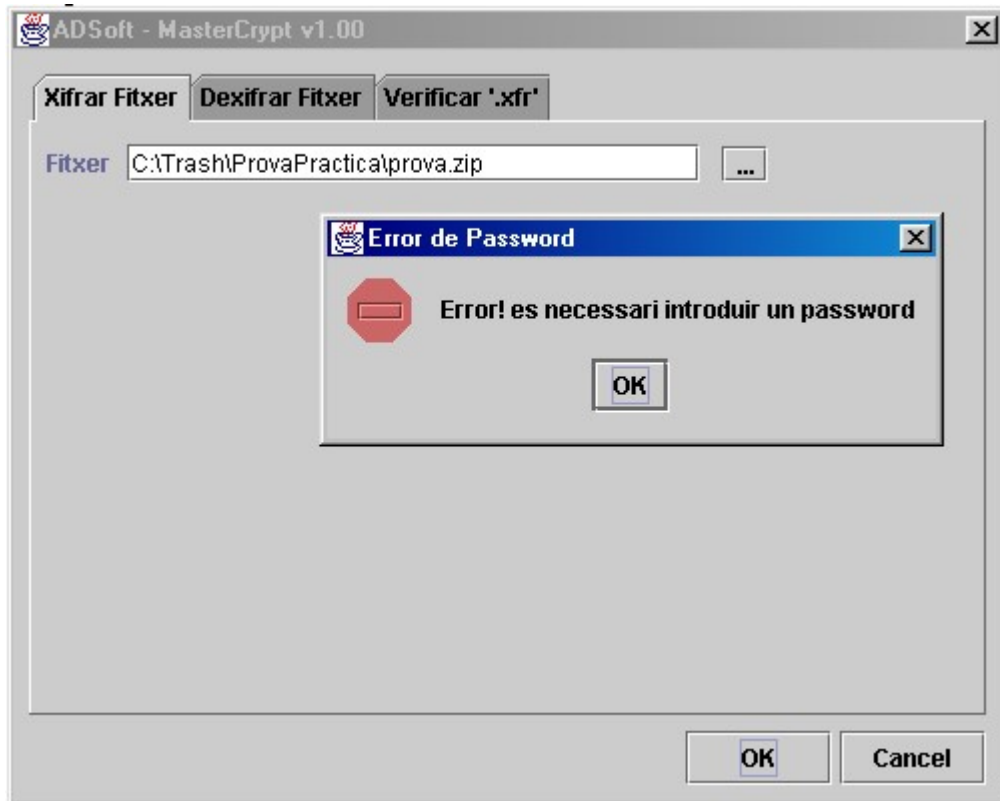 ADSoft - MasterCrypt v1.00
Xifrar Fitxer Dexifrar Fitxer Verificar '.xfr'
Fitxer C:\Trash\ProvaPractica\prova.zip ...
Error de Password
Error! es necessari introduir un password
OK
OK Cancel